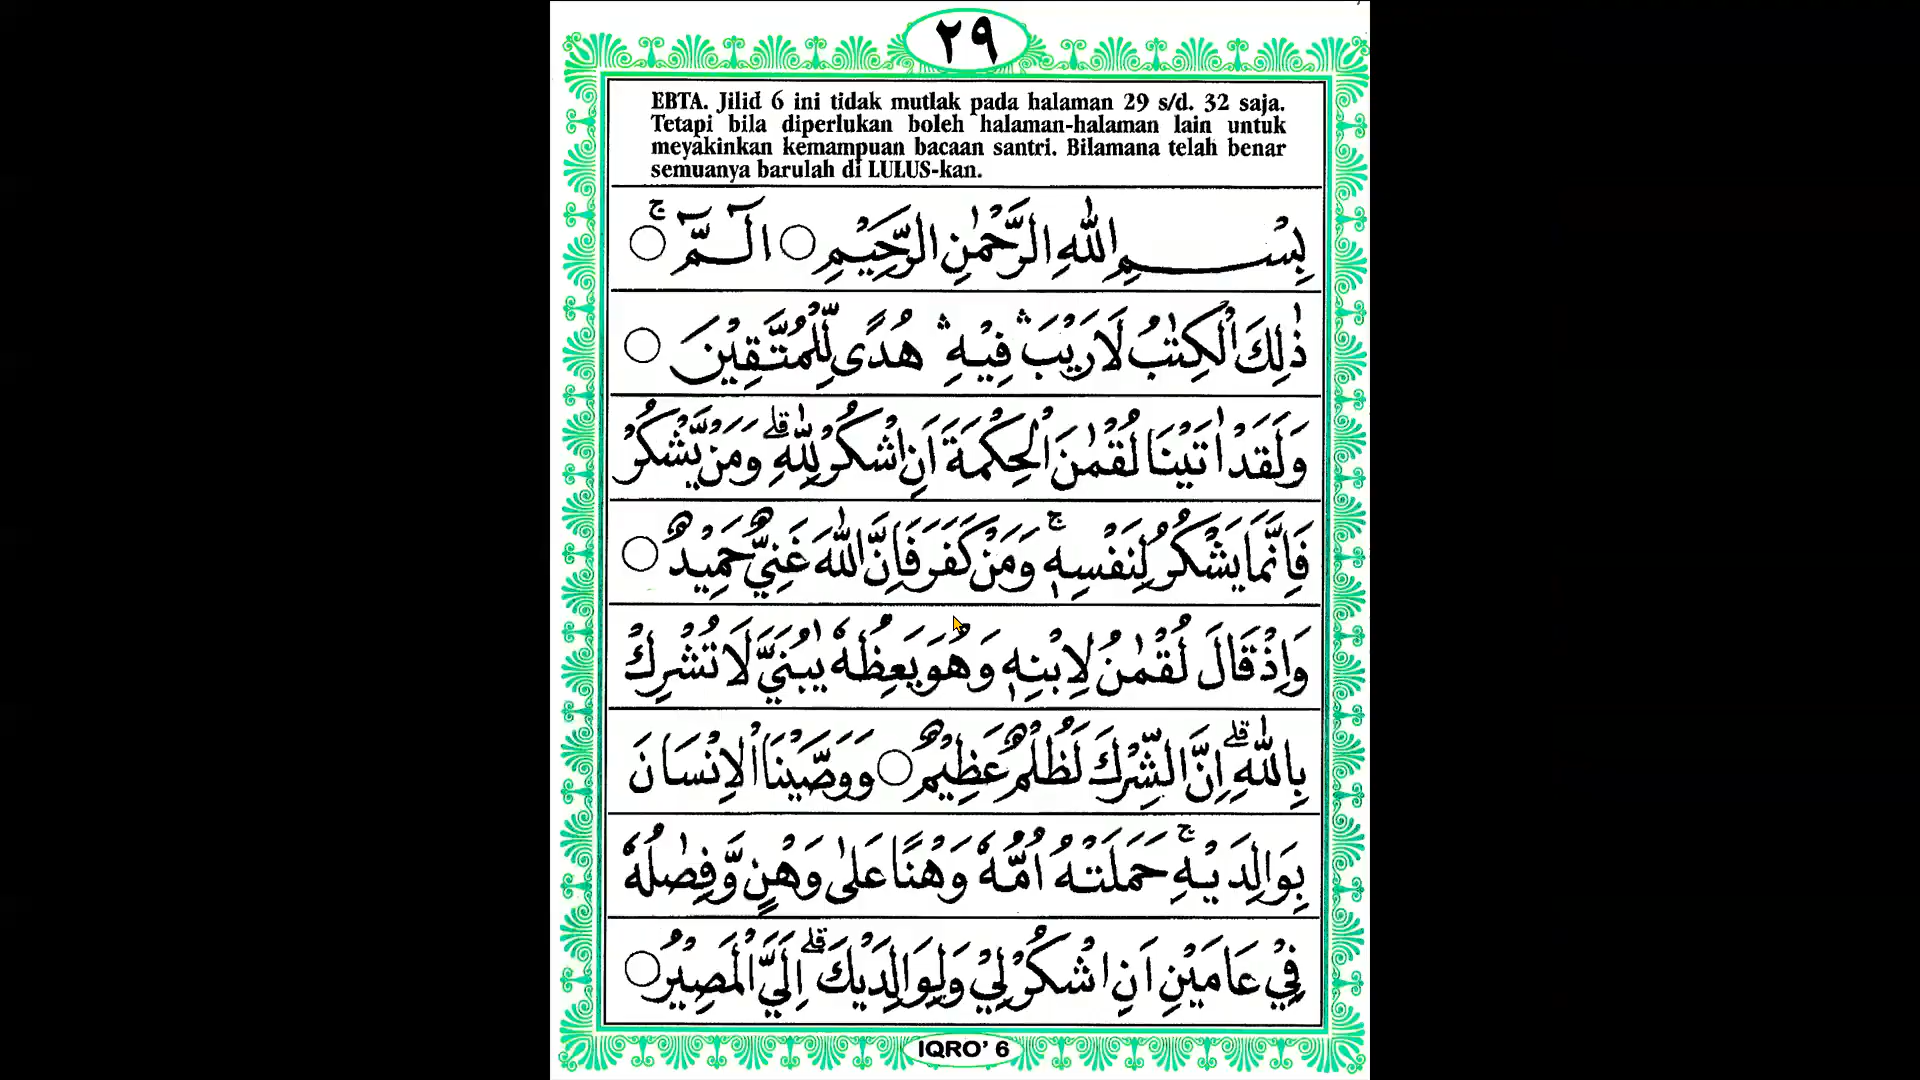 ٢٩
EBTA. Jilid 6 ini tidak mutlak pada halaman 29 s/d. 32 saja.
Tetapi bila diperlukan boleh halaman-halaman lain untuk
meyakinkan kemampuan bacaan santri. Bilamana telah benar
semuanya barulah di LULUS-kan.
بِسْمِ اللّٰهِ الرَّحْمٰنِ الرَّحِيْمِ ○ الٓـمّٓ ۚ ○
ذٰلِكَ الْكِتٰبُ لَارَيْبَ ۛ فِيْهِ ۛ هُدًى لِّلْمُتَّقِيْنَ ○
وَلَقَدْ اٰتَيْنَا لُقْمٰنَ الْحِكْمَةَ اَنِ اشْكُرْ لِلّٰهِ ۗ وَمَنْ يَّشْكُرْ
فَاِنَّمَا يَشْكُرُ لِنَفْسِهٖ ۚ وَمَنْ كَفَرَ فَاِنَّ اللّٰهَ غَنِيٌّ حَمِيْدٌ ○
وَاِذْ قَالَ لُقْمٰنُ لِابْنِهٖ وَهُوَ يَعِظُهٗ يٰبُنَيَّ لَا تُشْرِكْ
بِاللّٰهِ ۗ اِنَّ الشِّرْكَ لَظُلْمٌ عَظِيْمٌ ○ وَوَصَّيْنَا الْاِنْسَانَ
بِوَالِدَيْهِ ۚ حَمَلَتْهُ اُمُّهٗ وَهْنًا عَلٰى وَهْنٍ وَّفِصٰلُهٗ
فِيْ عَامَيْنِ اَنِ اشْكُرْ لِيْ وَلِوَالِدَيْكَ ۗ اِلَيَّ الْمَصِيْرُ ○
IQRO' 6